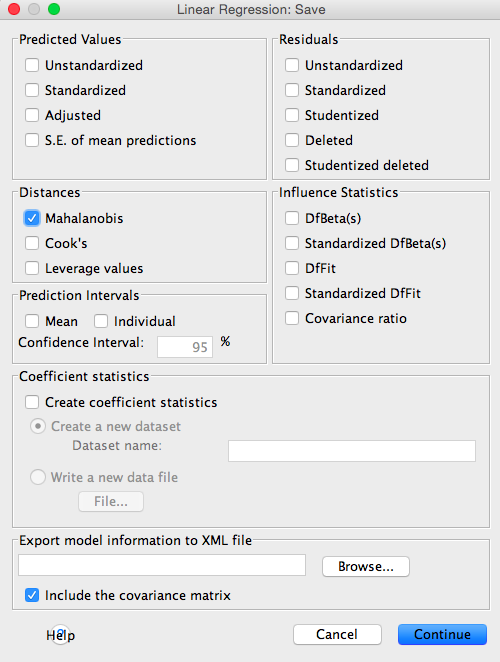 Linear Regression: Save
Predicted Values
Unstandardized
Standardized
Adjusted
S.E. of mean predictions
Residuals
Unstandardized
Standardized
Studentized
Deleted
Studentized deleted
Distances
Mahalanobis
Cook's
Leverage values
Influence Statistics
DfBeta(s)
Standardized DfBeta(s)
DfFit
Standardized DfFit
Covariance ratio
Prediction Intervals
Mean Individual
Confidence Interval: 95 %
Coefficient statistics
Create coefficient statistics
Create a new dataset
Dataset name:
Write a new data file
File...
Export model information to XML file
Browse...
Include the covariance matrix
Help
Cancel
Continue